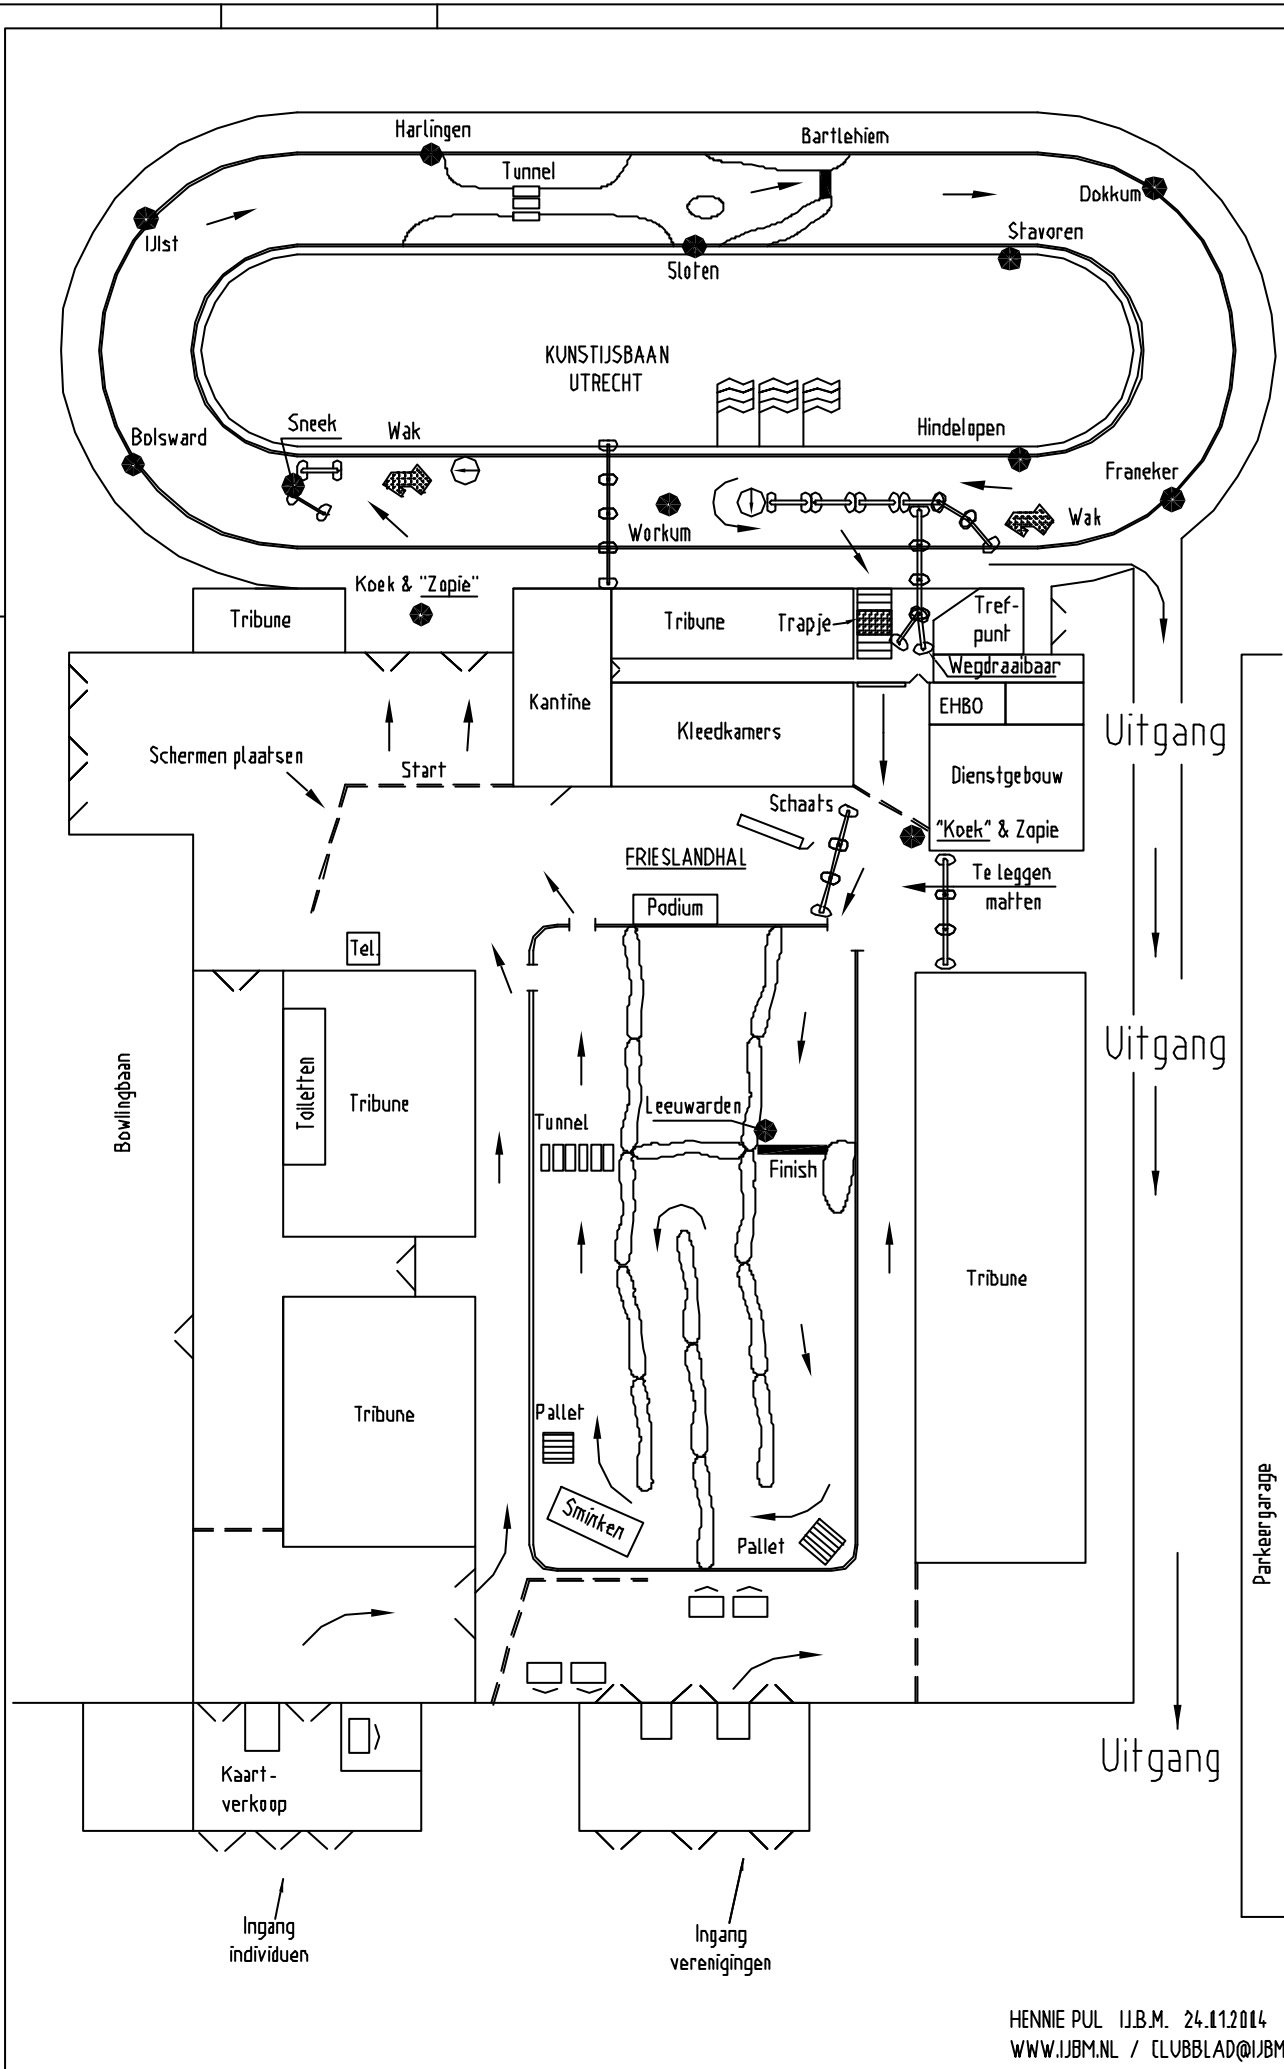 Harlingen
Bartlehiem
Tunnel
Dokkum
IJlst
Stavoren
Sloten
KUNSTIJSBAAN
UTRECHT
Sneek
Wak
Hindelopen
Bolsward
Franeker
Wak
Workum
Koek & "Zopie"
Tribune
Tribune
Trapje
Tref-
punt
Wegdraaibaar
Kantine
EHBO
Kleedkamers
Uitgang
Schermen plaatsen
Start
Dienstgebouw
Schaats
"Koek" & Zopie
FRIESLANDHAL
Te leggen
matten
Podium
Tel.
Uitgang
Bowlingbaan
Toiletten
Tribune
Leeuwarden
Tunnel
Finish
Tribune
Tribune
Pallet
Sminken
Pallet
Parkeergarage
Uitgang
Kaart-
verkoop
Ingang
individuen
Ingang
verenigingen
HENNIE PUL IJ.B.M. 24.11.2014
WWW.IJBM.NL / CLUBBLAD@IJBM